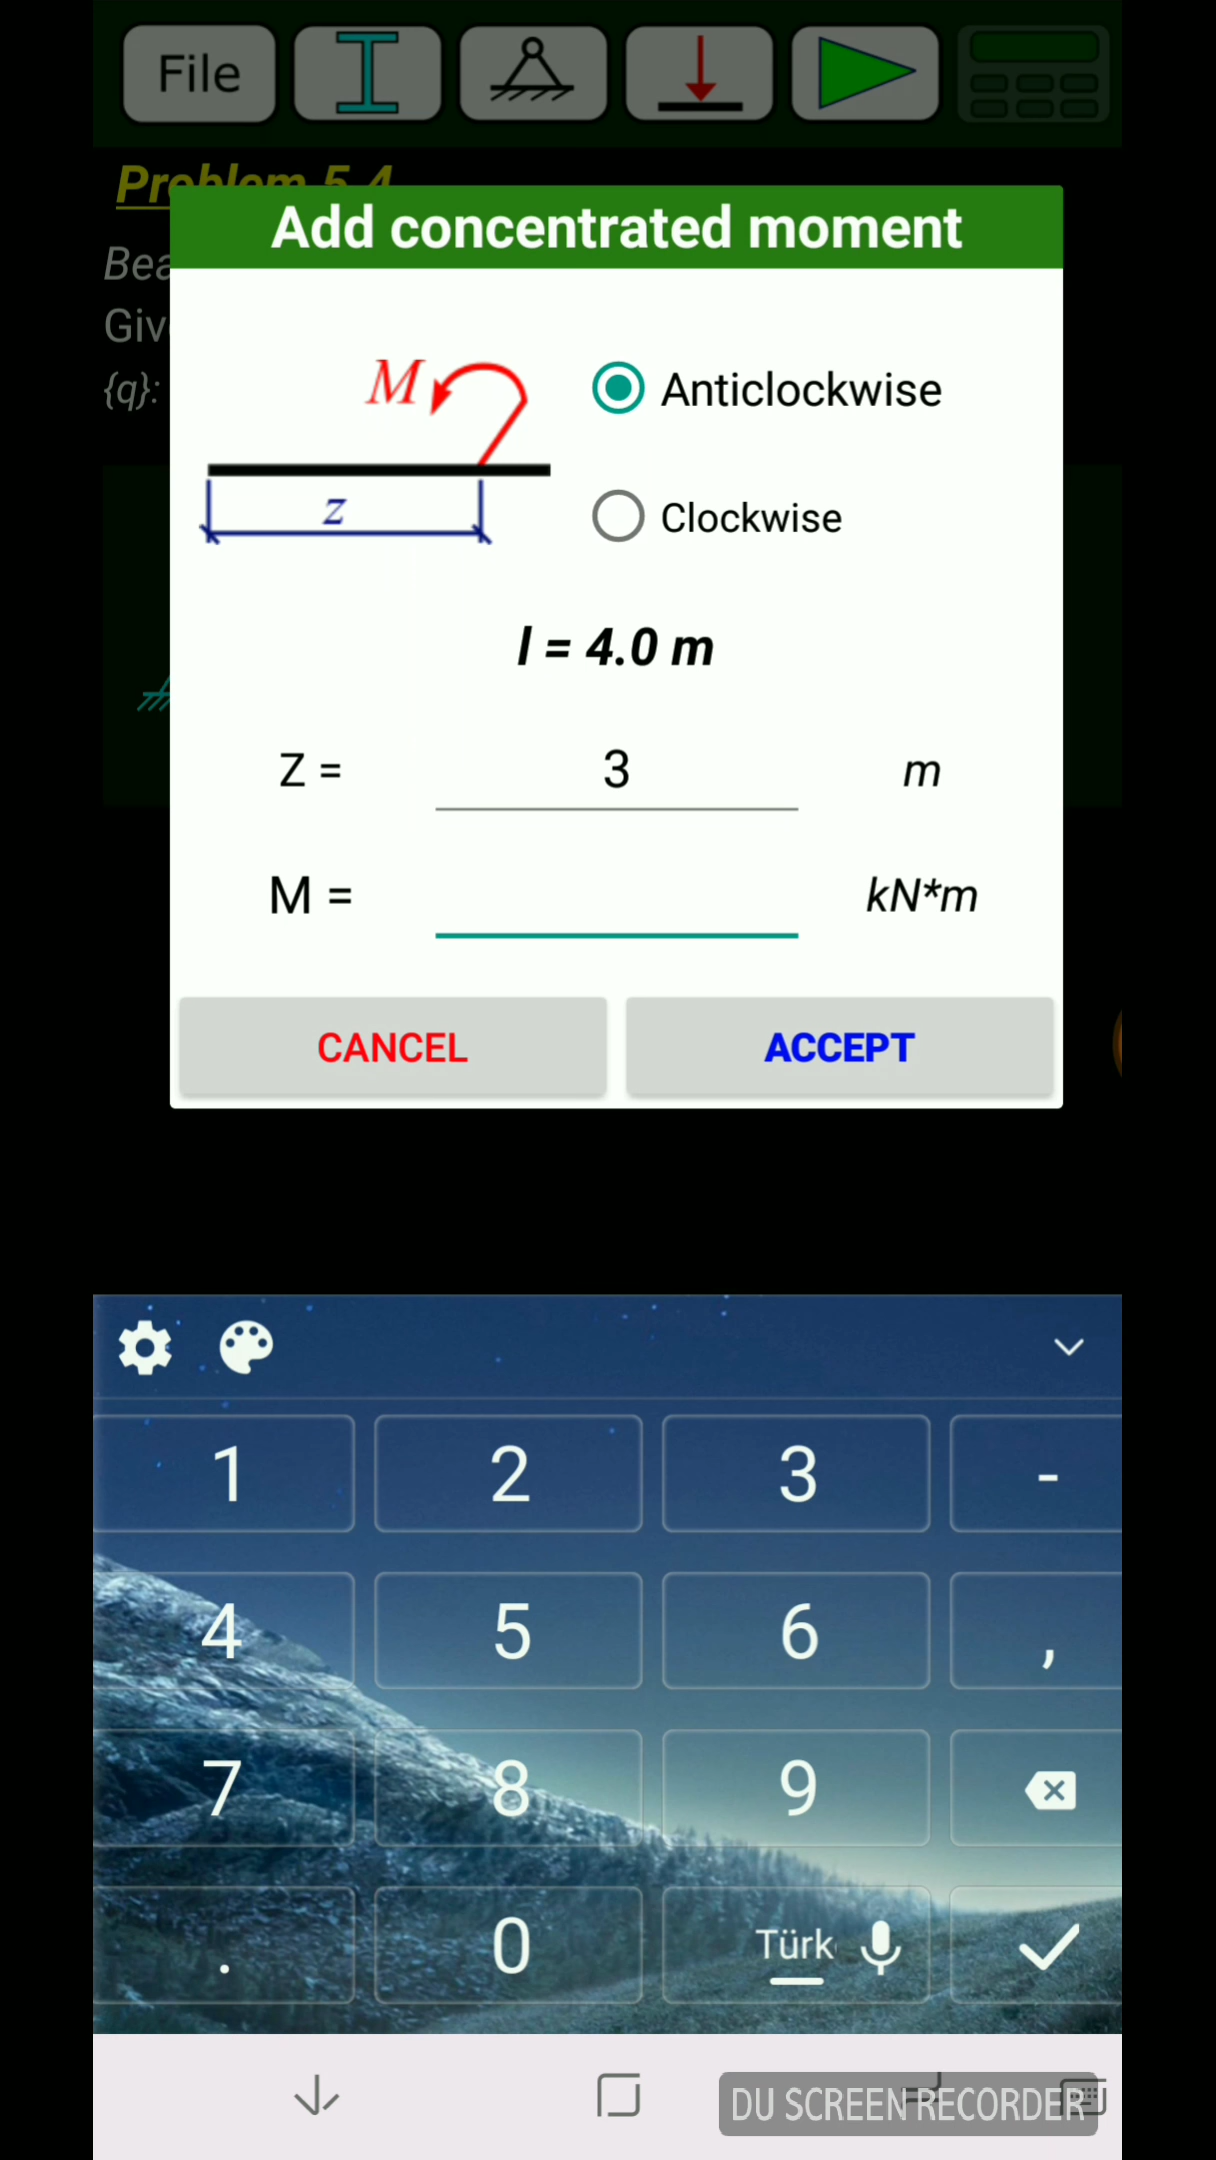 File
Problem 5.4
Add concentrated moment
{q}:
M
Anticlockwise
z
Clockwise
l = 4.0 m
Z = 3 m
M = kN*m
CANCEL ACCEPT
1 2 3 -
4 5 6 ,
7 8 9
. 0 Türk
DU SCREEN RECORDER